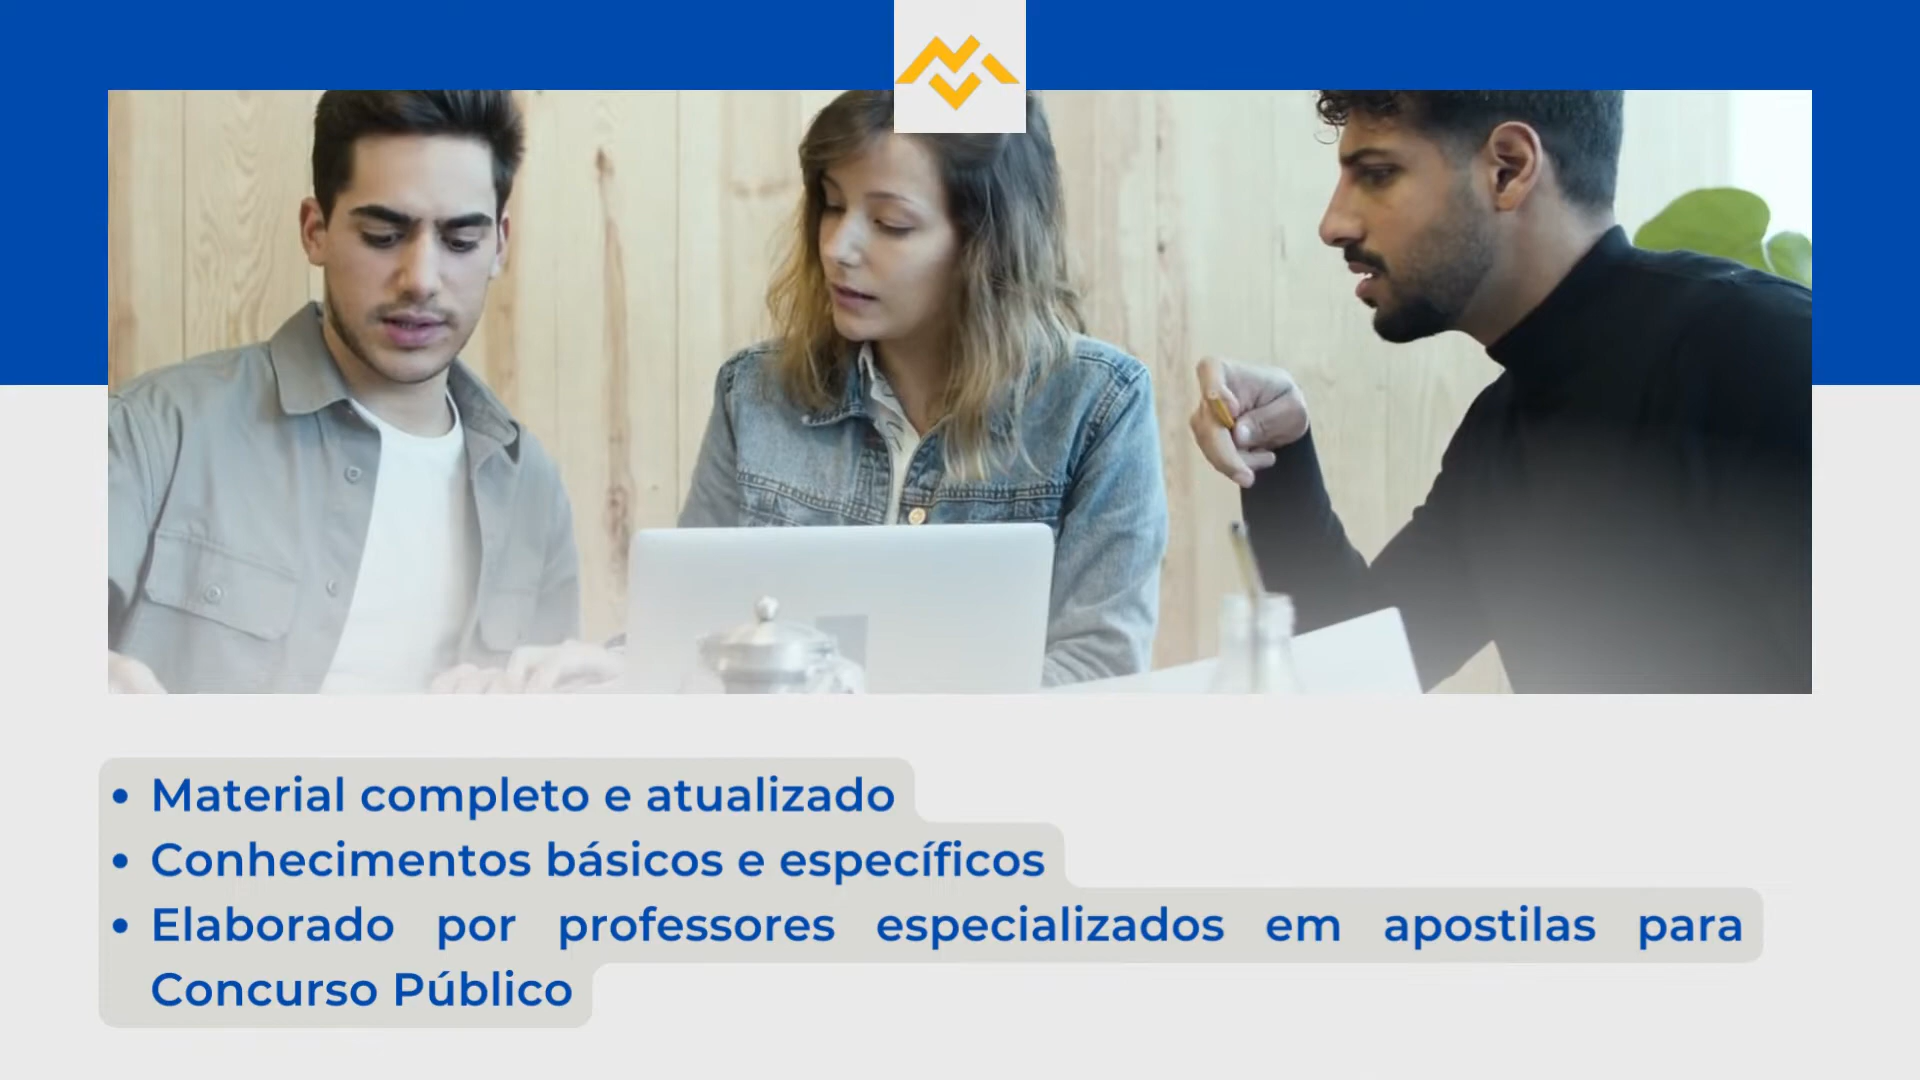 • Material completo e atualizado
• Conhecimentos básicos e específicos
• Elaborado por professores especializados em apostilas para
Concurso Público